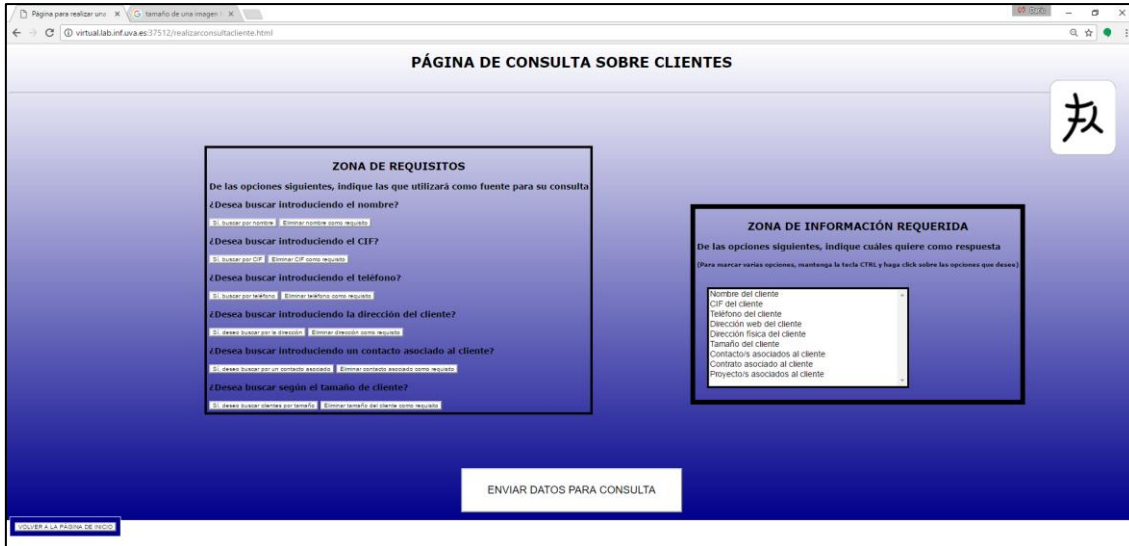 Página para realizar una
tamaño de una imagen
virtual.lab.inf.uva.es:37512/realizarconsultacliente.html
PÁGINA DE CONSULTA SOBRE CLIENTES
ZONA DE REQUISITOS
De las opciones siguientes, indique las que utilizará como fuente para su consulta
¿Desea buscar introduciendo el nombre?
Sí, buscar por nombre Eliminar nombre como requisito
¿Desea buscar introduciendo el CIF?
Sí, buscar por CIF Eliminar CIF como requisito
¿Desea buscar introduciendo el teléfono?
Sí, buscar por teléfono Eliminar teléfono como requisito
¿Desea buscar introduciendo la dirección del cliente?
Sí, deseo buscar por la dirección Eliminar dirección como requisito
¿Desea buscar introduciendo un contacto asociado al cliente?
Sí, deseo buscar por un contacto asociado Eliminar contacto asociado como requisito
¿Desea buscar según el tamaño de cliente?
Sí, deseo buscar clientes por tamaño Eliminar tamaño del cliente como requisito
ZONA DE INFORMACIÓN REQUERIDA
De las opciones siguientes, indique cuáles quiere como respuesta
(Para marcar varias opciones, mantenga la tecla CTRL y haga click sobre las opciones que desee)
Nombre del cliente
CIF del cliente
Teléfono del cliente
Dirección web del cliente
Dirección física del cliente
Tamaño del cliente
Contacto/s asociados al cliente
Contrato asociado al cliente
Proyecto/s asociados al cliente
ENVIAR DATOS PARA CONSULTA
VOLVER A LA PÁGINA DE INICIO